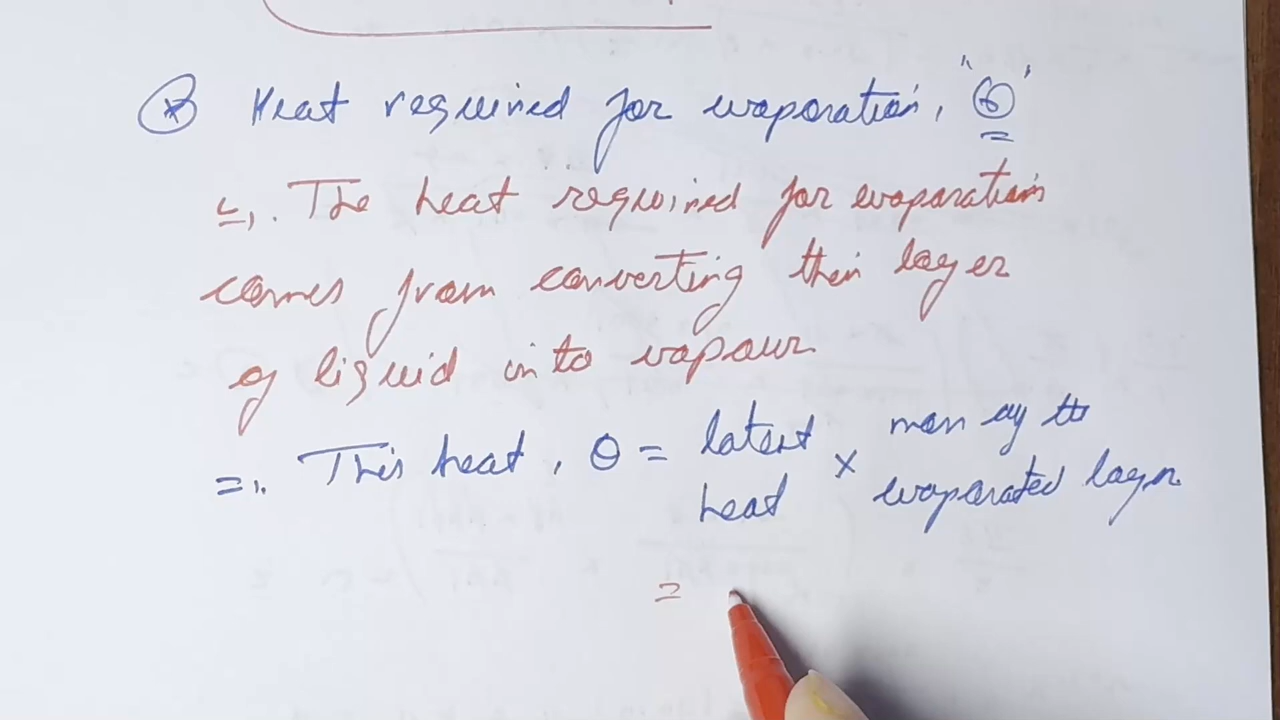 Heat required for evaporation, "θ"
↳. The heat required for evaporation
comes from converting thin layer
of liquid into vapour
=. This heat, θ = latent heat × mass of the evaporated layer
=